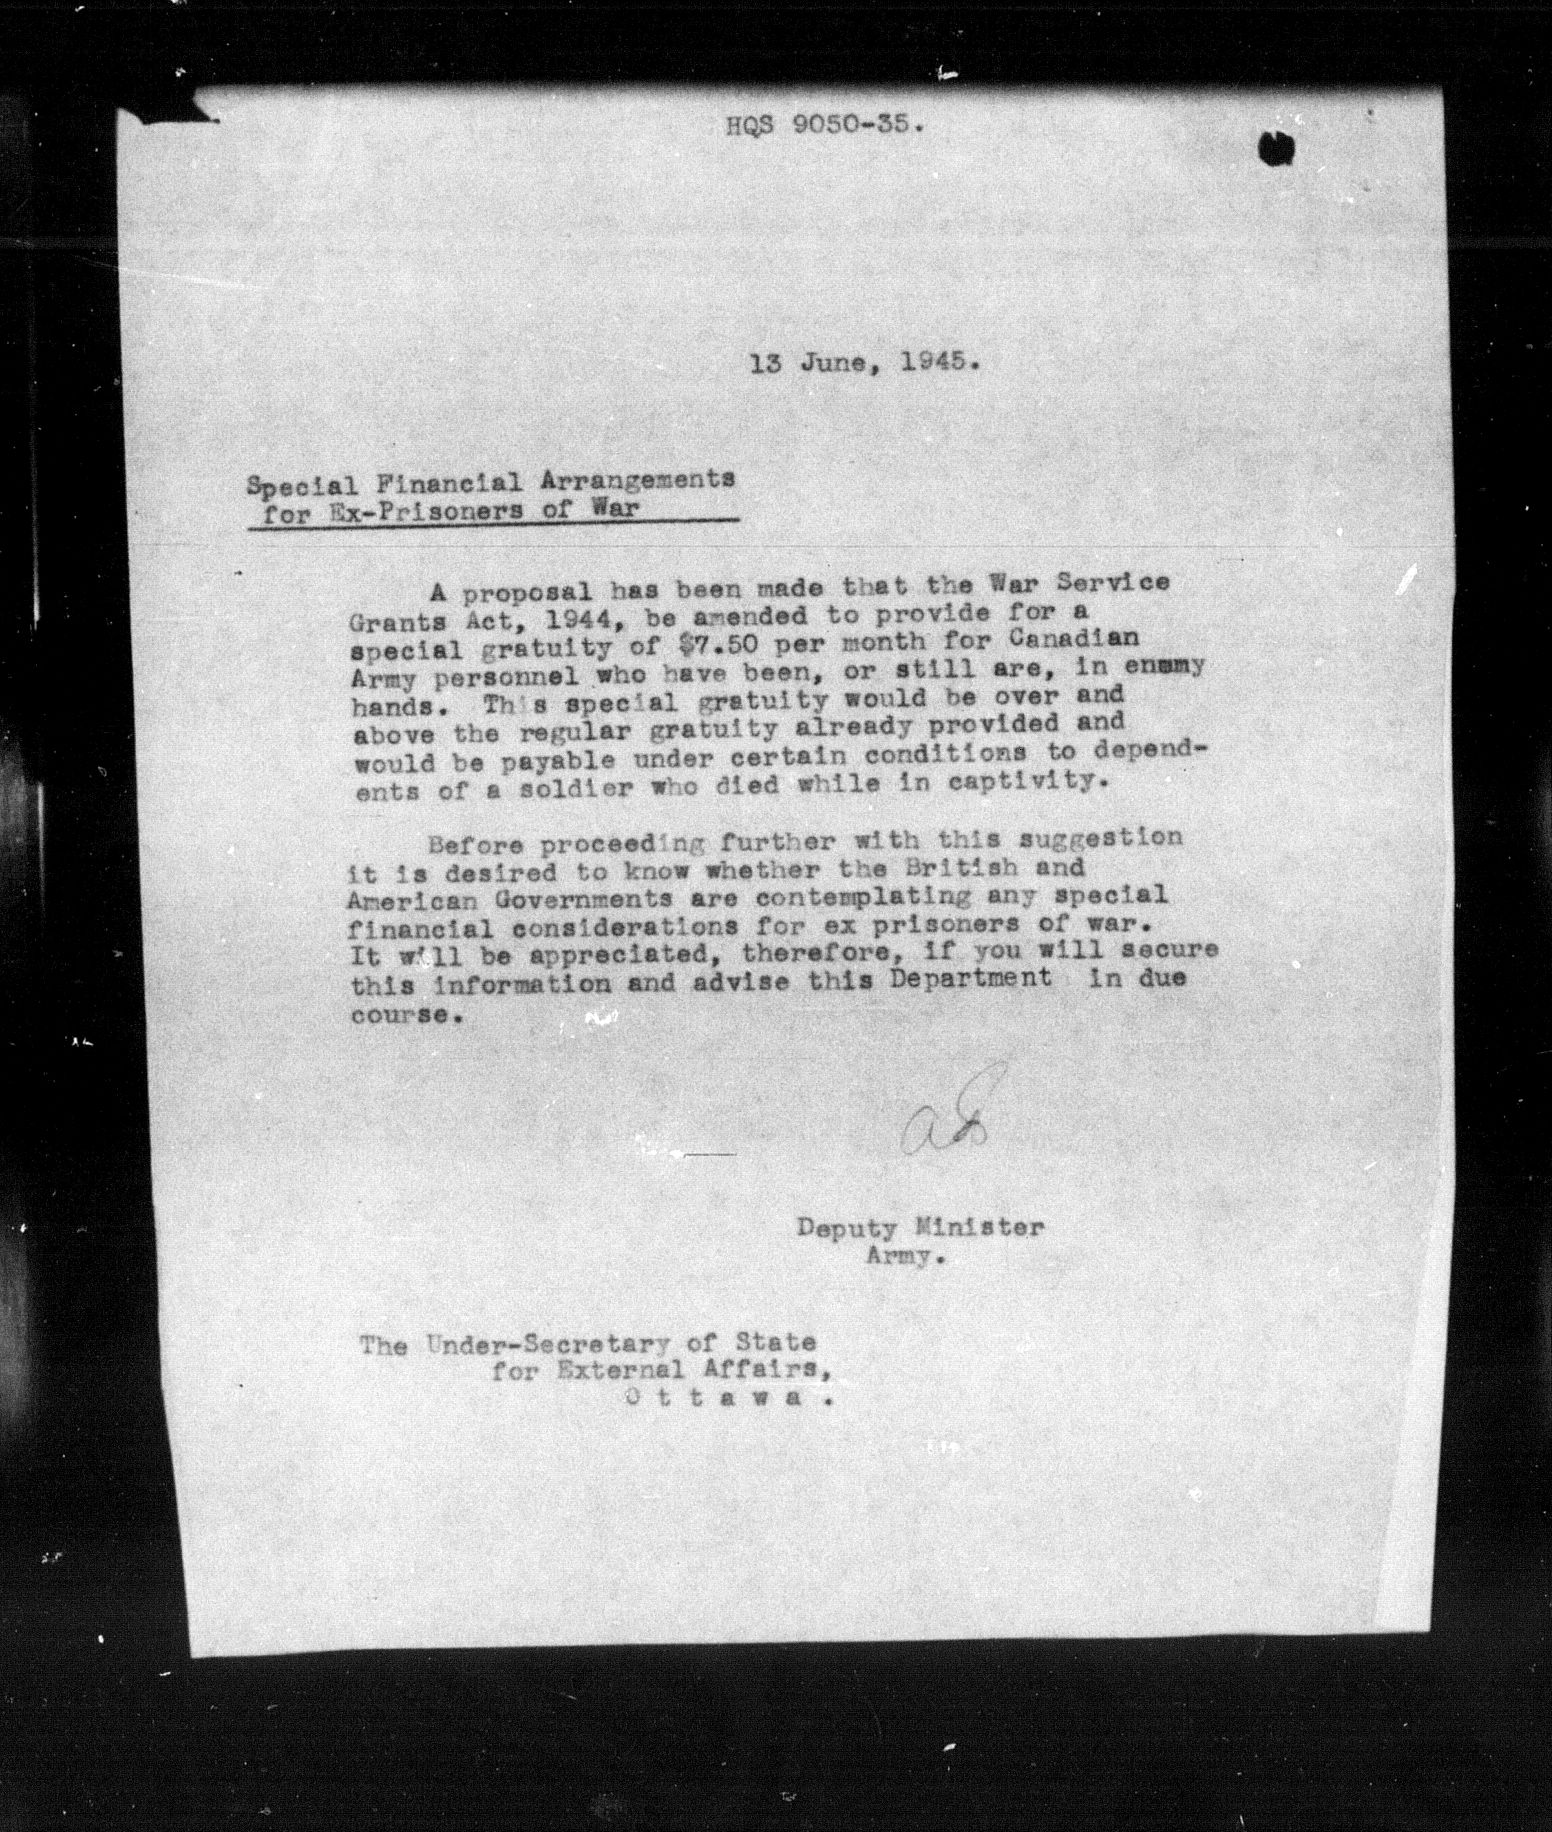 HQS 9050-35.
13 June, 1945.
Special Financial Arrangements
for Ex-Prisoners of War
A proposal has been made that the War Service
Grants Act, 1944, be amended to provide for a
special gratuity of $7.50 per month for Canadian
Army personnel who have been, or still are, in enemy
hands. This special gratuity would be over and
above the regular gratuity already provided and
would be payable under certain conditions to depend-
ents of a soldier who died while in captivity.
Before proceeding further with this suggestion
it is desired to know whether the British and
American Governments are contemplating any special
financial considerations for ex prisoners of war.
It will be appreciated, therefore, if you will secure
this information and advise this Department in due
course.
Deputy Minister
Army.
The Under-Secretary of State
for External Affairs,
O t t a w a .